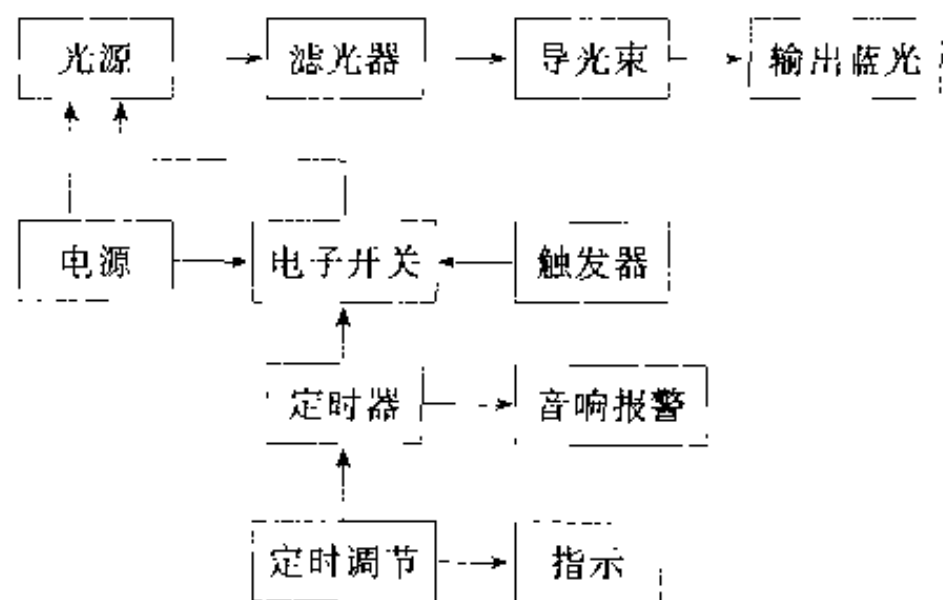 光源 滤光器 导光束 输出蓝光
电源 电子开关 触发器
定时器 音响报警
定时调节 指示